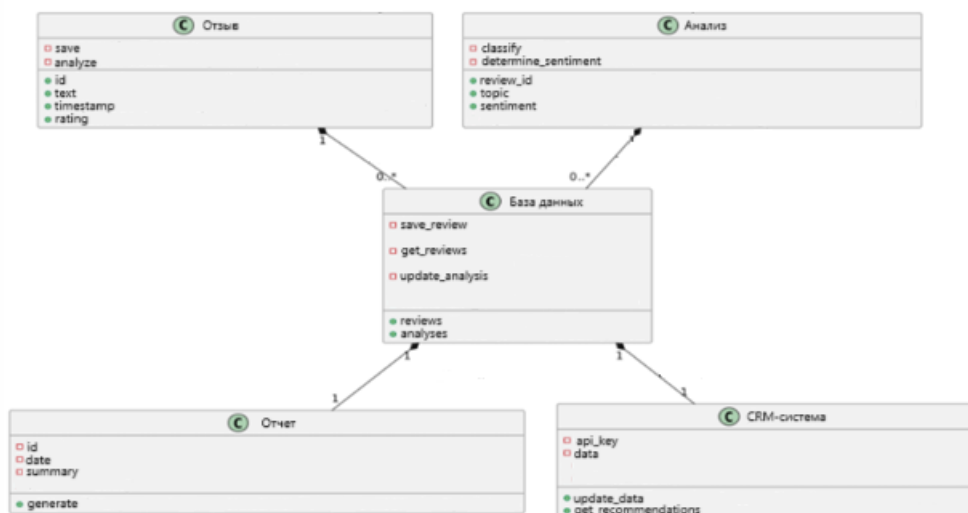 C Отзыв
save
analyze
id
text
timestamp
rating
C Анализ
classify
determine_sentiment
review_id
topic
sentiment
1
1
0..*
0..*
C База данных
save_review
get_reviews
update_analysis
reviews
analyses
1
1
1
1
C Отчет
id
date
summary
generate
C CRM-система
api_key
data
update_data
get_recommendations